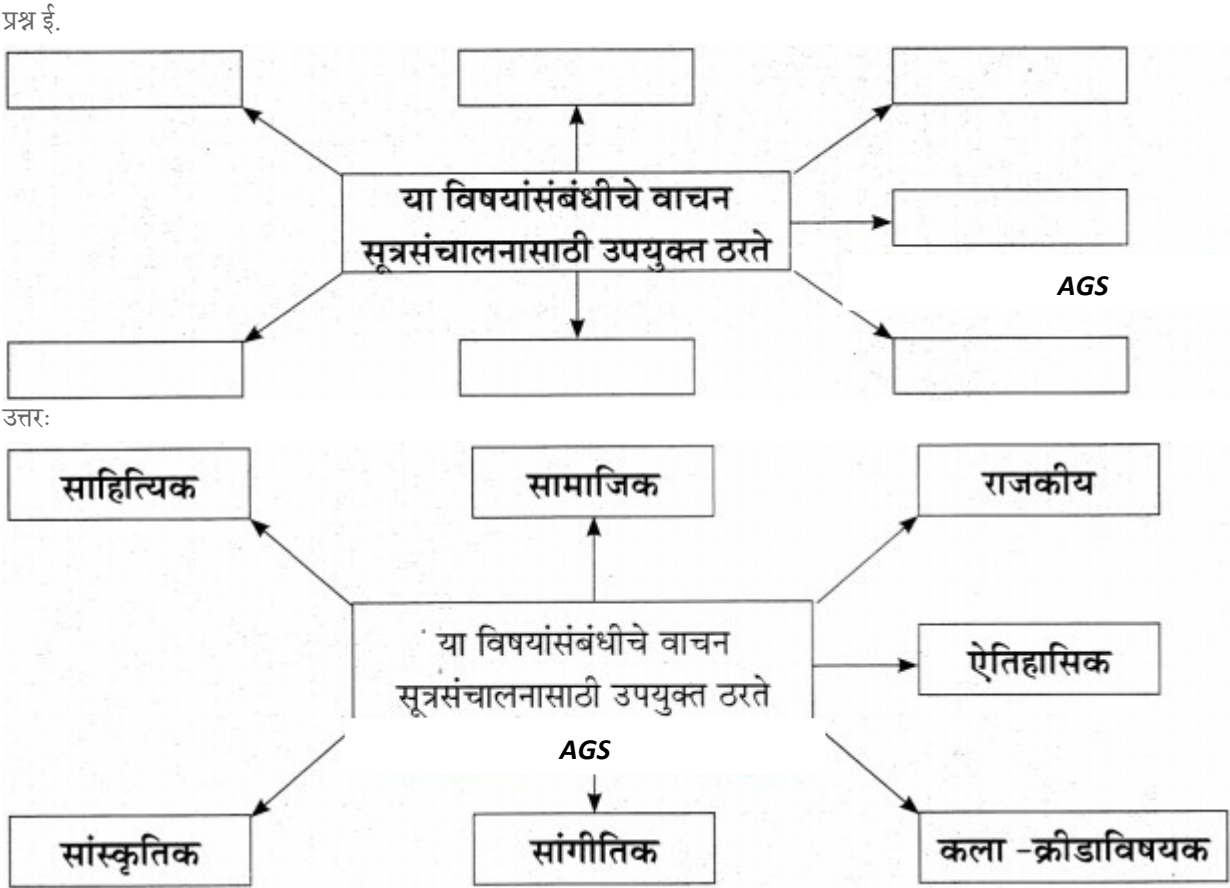 प्रश्न ई.
या विषयांसंबंधीचे वाचन
सूत्रसंचालनासाठी उपयुक्त ठरते
AGS
उत्तरः
साहित्यिक
सामाजिक
राजकीय
या विषयांसंबंधीचे वाचन
सूत्रसंचालनासाठी उपयुक्त ठरते
ऐतिहासिक
AGS
सांस्कृतिक
सांगीतिक
कला -क्रीडाविषयक